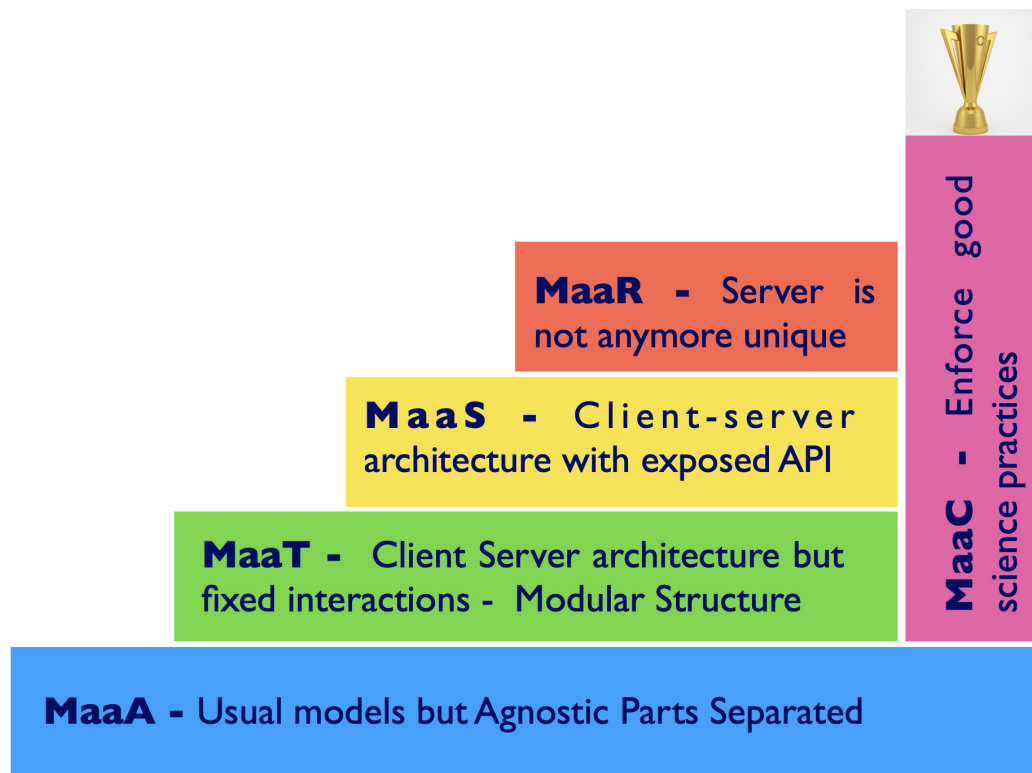 MaaR - Server is
not anymore unique
MaaS - Client-server
architecture with exposed API
MaaT - Client Server architecture but
fixed interactions - Modular Structure
MaaA - Usual models but Agnostic Parts Separated
MaaC - Enforce good
science practices